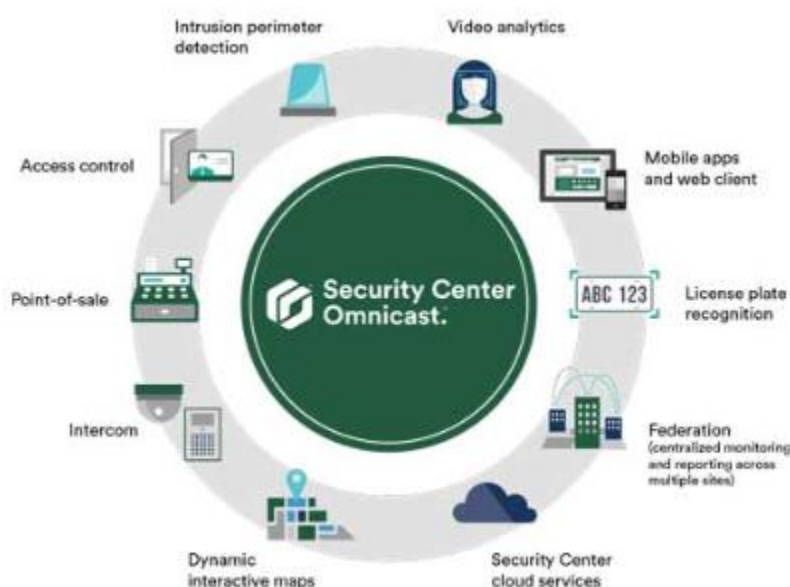 Intrusion perimeter
detection
Video analytics
Access control
Mobile apps
and web client
Point-of-sale
Security Center
Omnicast.
ABC 123
License plate
recognition
Intercom
Federation
(centralized monitoring
and reporting across
multiple sites)
Dynamic
interactive maps
Security Center
cloud services